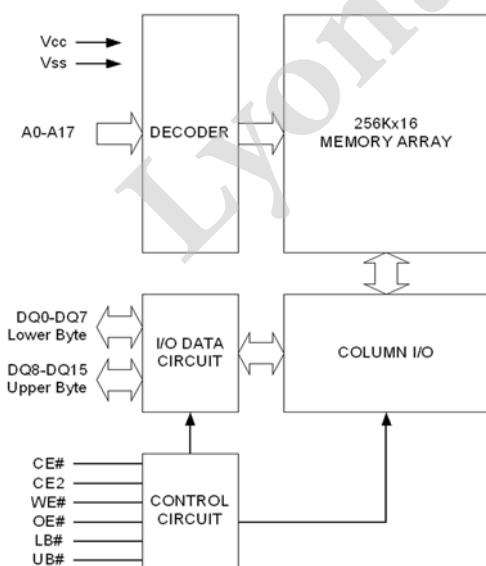 Vcc
Vss
A0-A17
DECODER
256Kx16
MEMORY ARRAY
DQ0-DQ7
Lower Byte
DQ8-DQ15
Upper Byte
I/O DATA
CIRCUIT
COLUMN I/O
CE#
CE2
WE#
OE#
LB#
UB#
CONTROL
CIRCUIT
Lyont